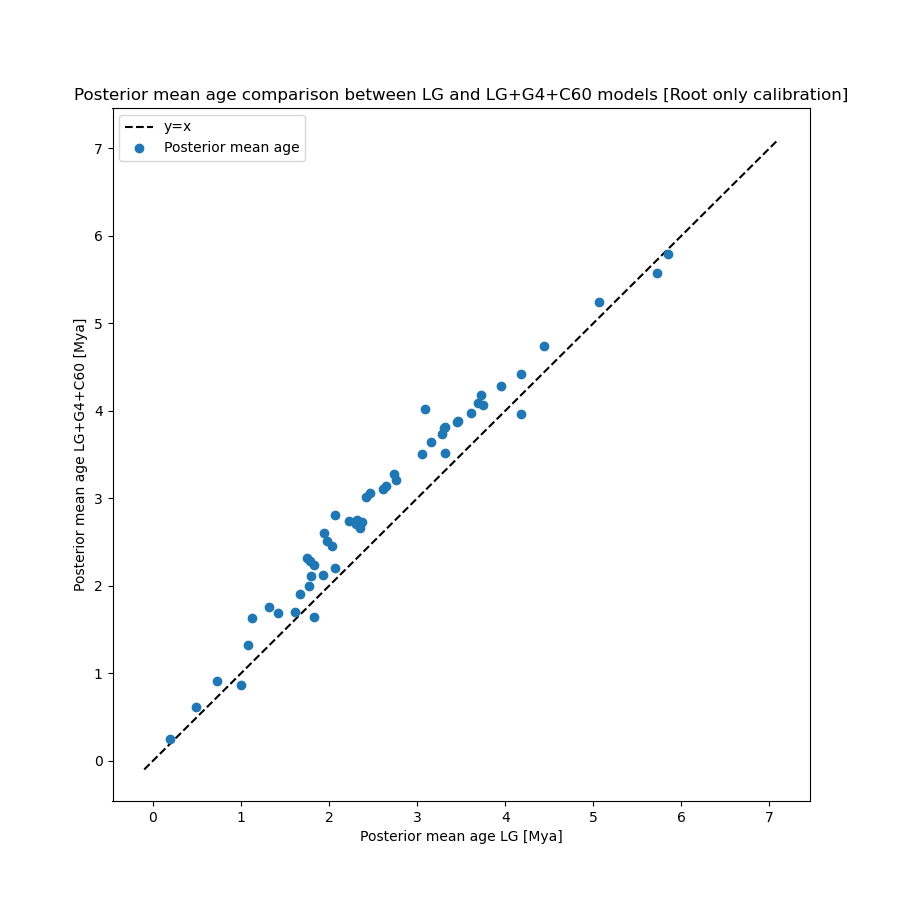 Posterior mean age comparison between LG and LG+G4+C60 models [Root only calibration]
y=x
Posterior mean age
Posterior mean age LG+G4+C60 [Mya]
7
6
5
4
3
2
1
0
0 1 2 3 4 5 6 7
Posterior mean age LG [Mya]